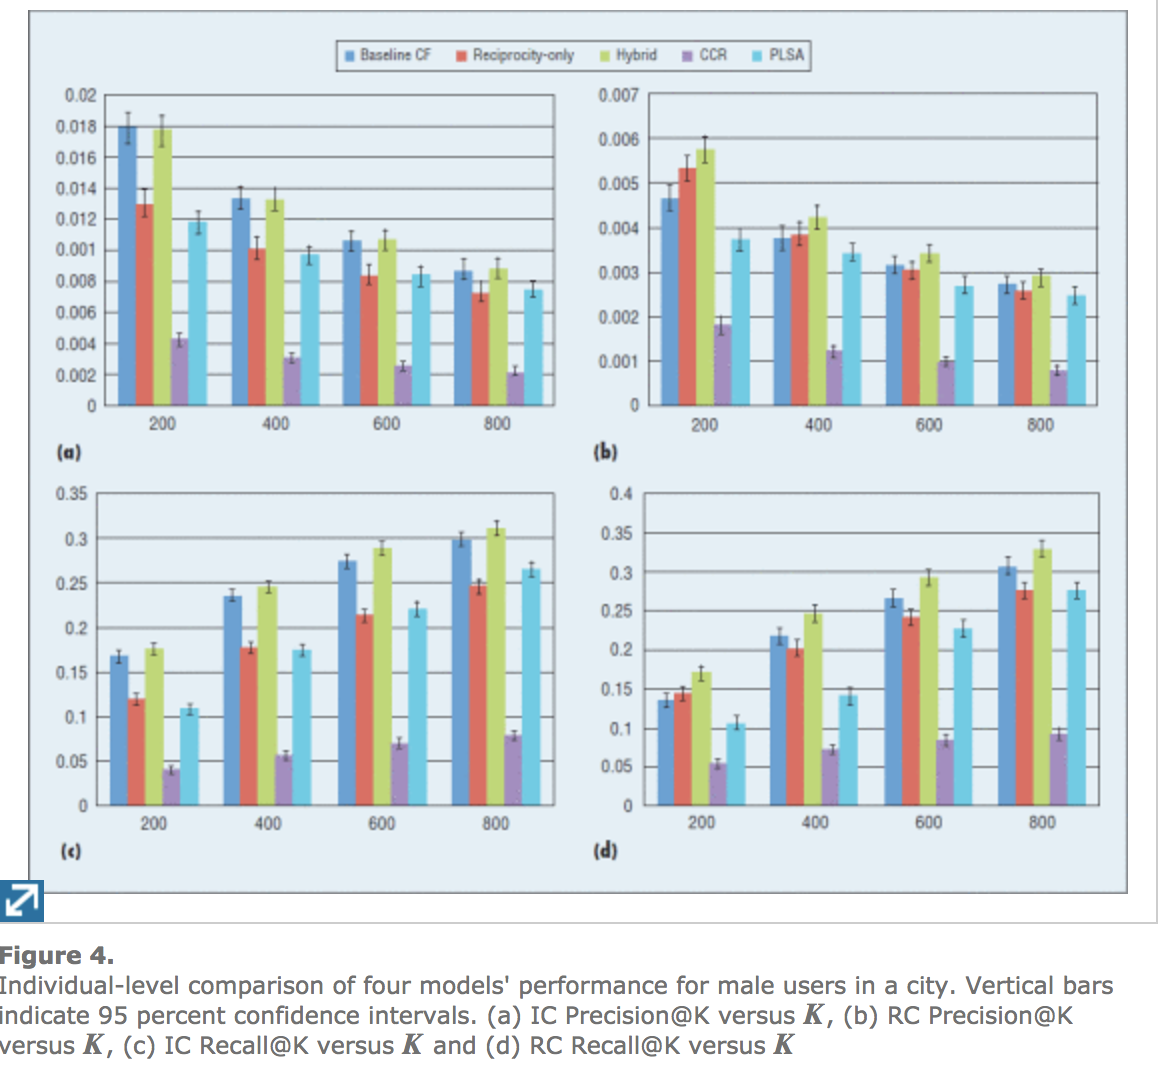 Baseline CF Reciprocity-only Hybrid CCR PLSA
0.02
0.018
0.016
0.014
0.012
0.001
0.008
0.006
0.004
0.002
0
200 400 600 800
(a)
0.007
0.006
0.005
0.004
0.003
0.002
0.001
0
200 400 600 800
(b)
0.35
0.3
0.25
0.2
0.15
0.1
0.05
0
200 400 600 800
(c)
0.4
0.35
0.3
0.25
0.2
0.15
0.1
0.05
0
200 400 600 800
(d)
Figure 4.
Individual-level comparison of four models' performance for male users in a city. Vertical bars
indicate 95 percent confidence intervals. (a) IC Precision@K versus K, (b) RC Precision@K
versus K, (c) IC Recall@K versus K and (d) RC Recall@K versus K